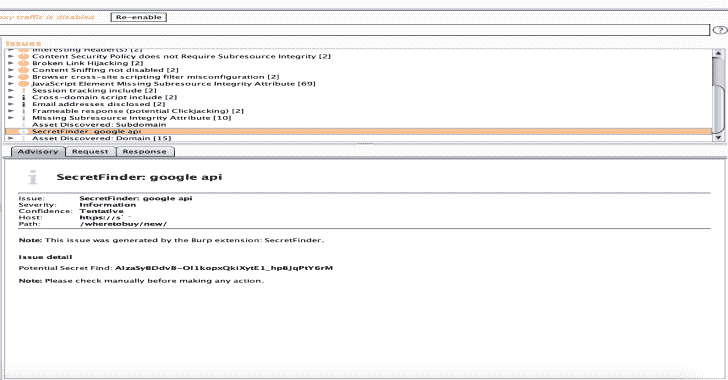 oxy traffic is disabled Re-enable
?
Issues
Interesting Header(s) [2]
Content Security Policy does not Require Subresource Integrity [2]
Broken Link Hijacking [2]
Content Sniffing not disabled [2]
Browser cross-site scripting filter misconfiguration [2]
JavaScript Element Missing Subresource Integrity Attribute [69]
Session tracking include [2]
Cross-domain script include [2]
Email addresses disclosed [2]
Frameable response (potential Clickjacking) [2]
Missing Subresource Integrity Attribute [10]
Asset Discovered: Subdomain
SecretFinder: google api
Asset Discovered: Domain [15]
Advisory Request Response
i SecretFinder: google api
Issue: SecretFinder: google api
Severity: Information
Confidence: Tentative
Host: https://s
Path: /wheretobuy/new/
Note: This issue was generated by the Burp extension: SecretFinder.
Issue detail
Potential Secret Find:
Note: Please check manually before making any action.